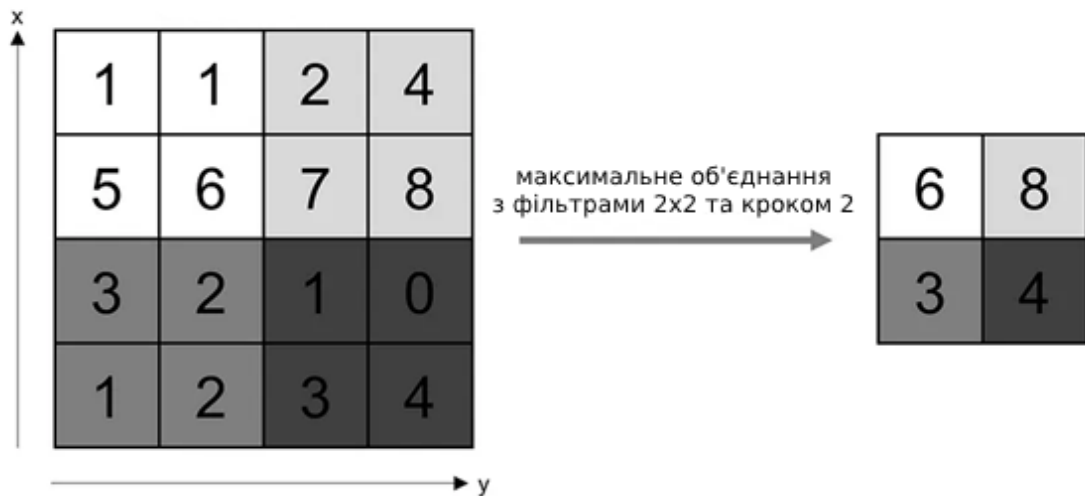 x
1 1 2 4
5 6 7 8
3 2 1 0
1 2 3 4
y
максимальне об'єднання
з фільтрами 2x2 та кроком 2
6 8
3 4